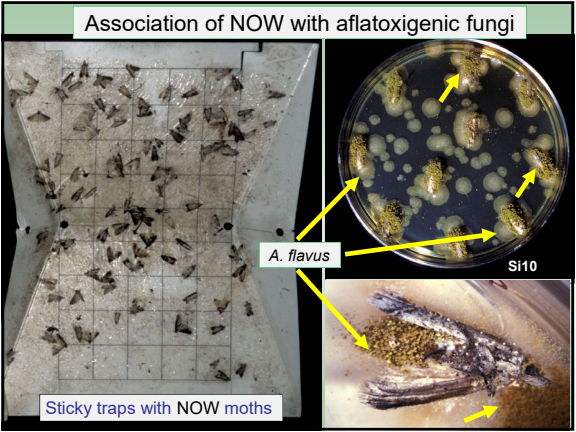 Association of NOW with aflatoxigenic fungi
A. flavus
Si10
Sticky traps with NOW moths